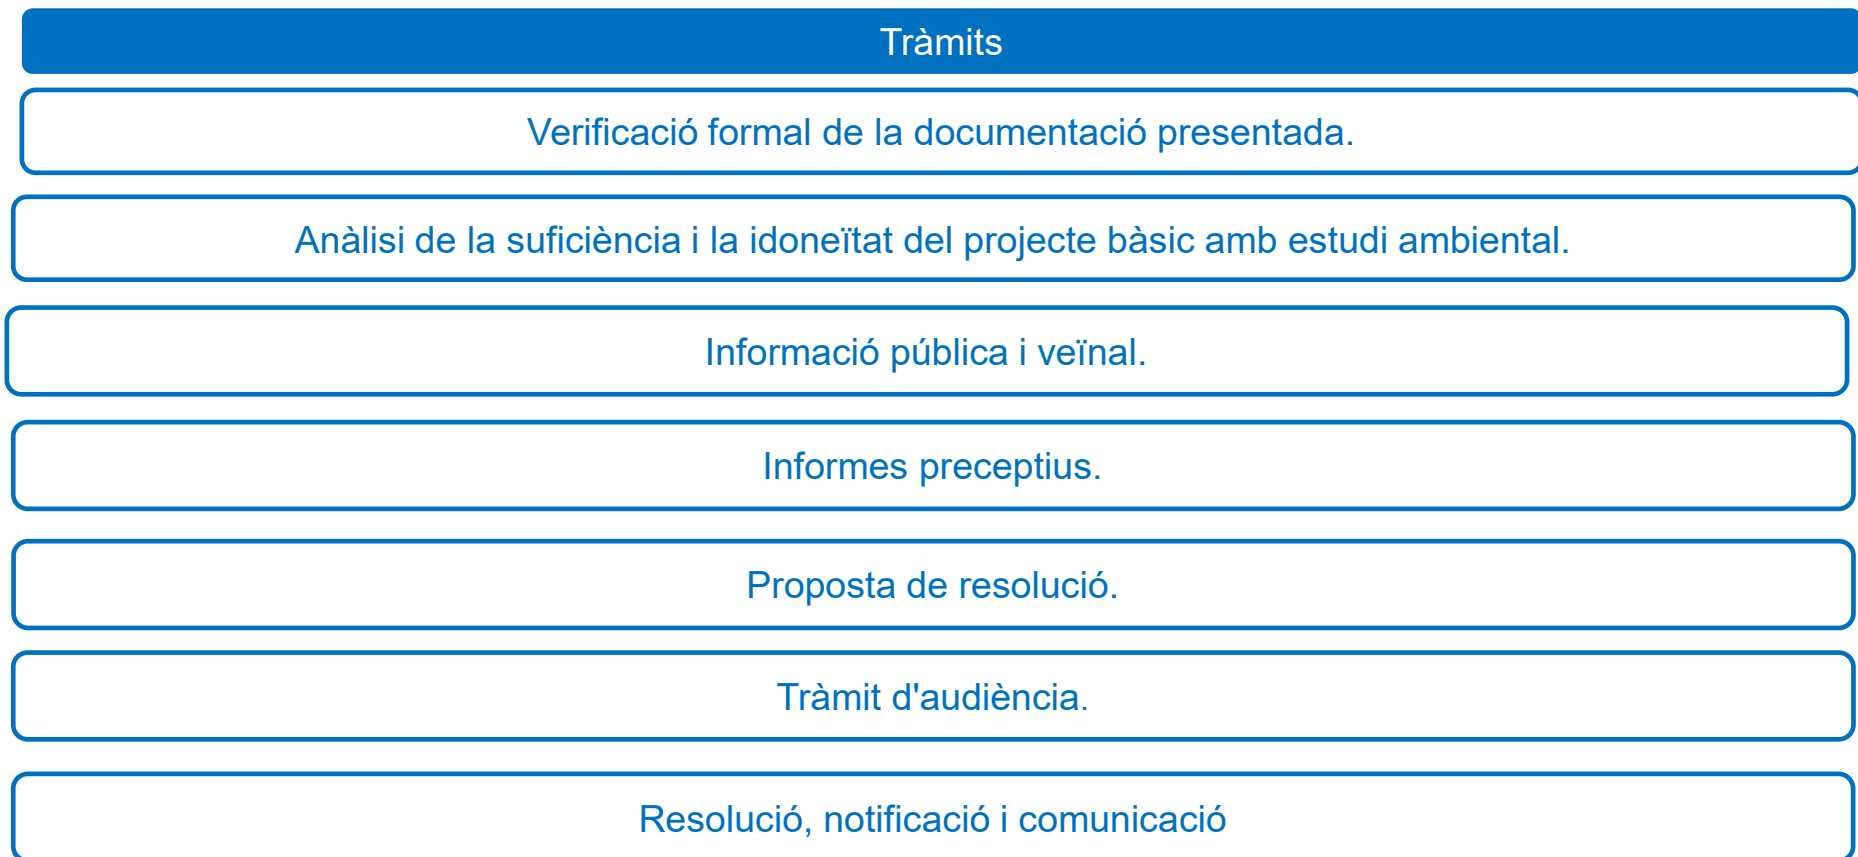 Tràmits
Verificació formal de la documentació presentada.
Anàlisi de la suficiència i la idoneïtat del projecte bàsic amb estudi ambiental.
Informació pública i veïnal.
Informes preceptius.
Proposta de resolució.
Tràmit d'audiència.
Resolució, notificació i comunicació